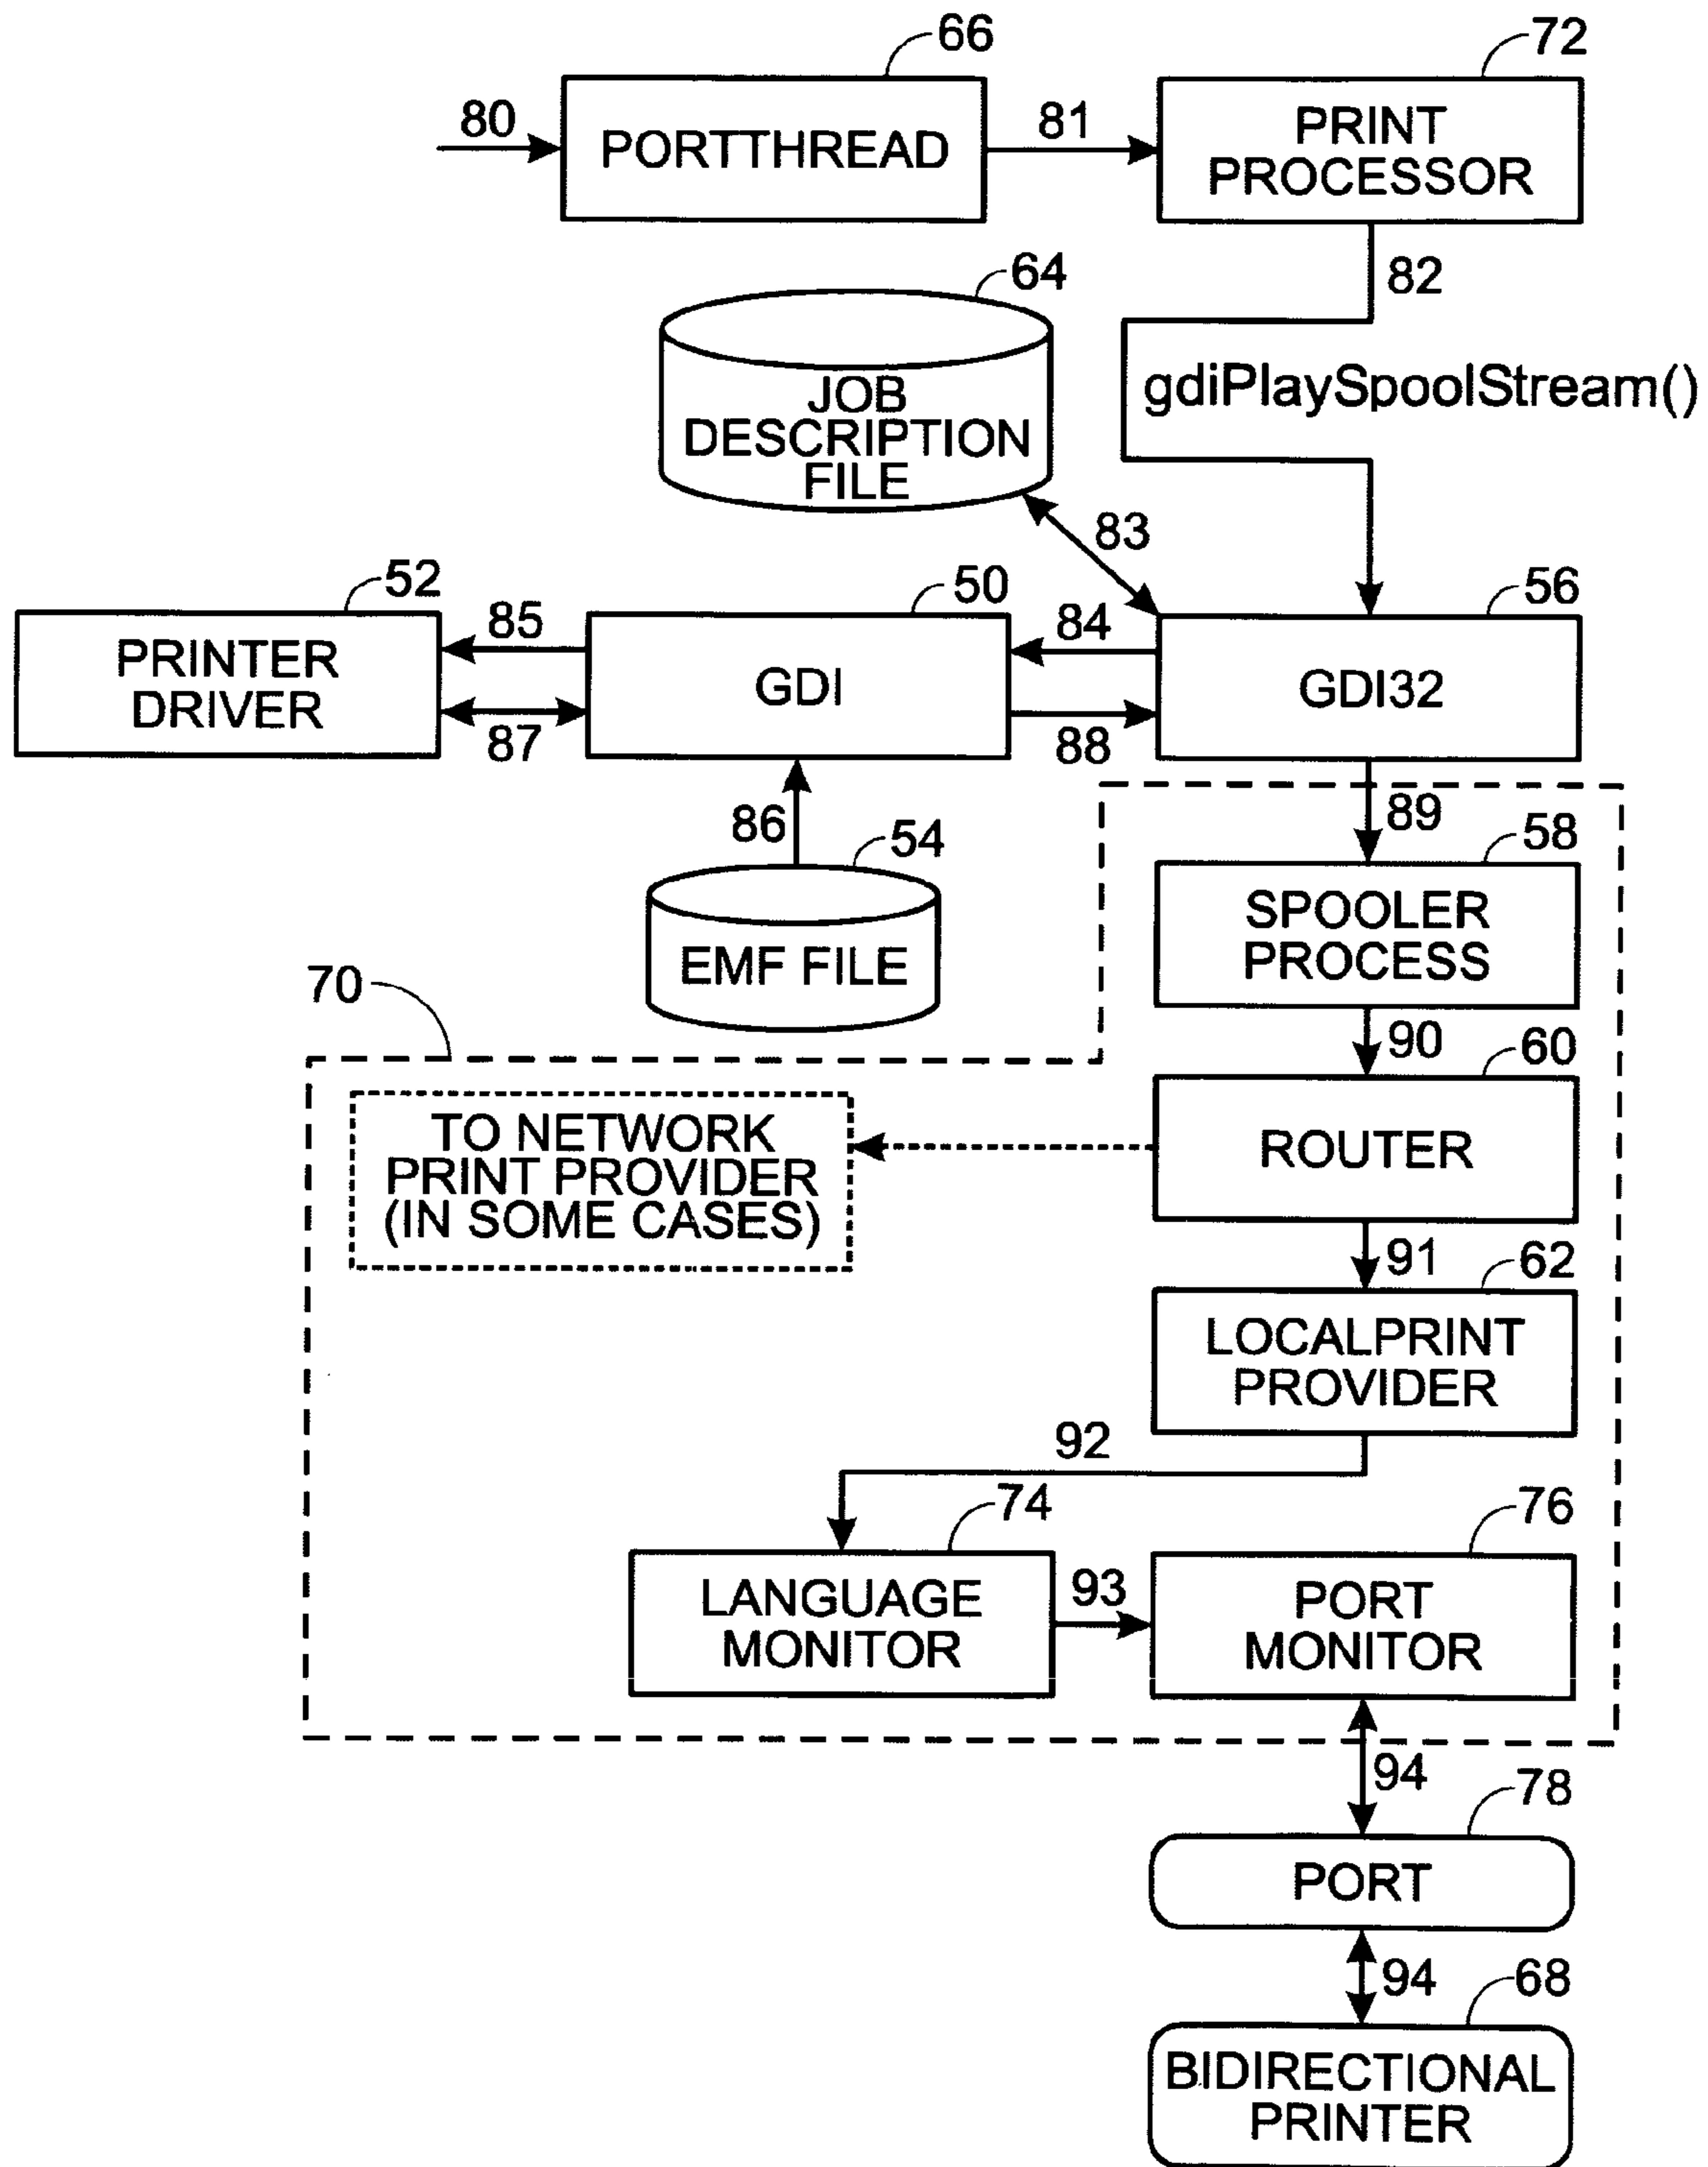 66
72
80
PORTTHREAD
81
PRINT
PROCESSOR
82
64
JOB
DESCRIPTION
FILE
gdiPlaySpoolStream()
83
52
50
56
PRINTER
DRIVER
85
87
GDI
84
88
GDI32
86
54
EMF FILE
89
58
SPOOLER
PROCESS
70
90
60
TO NETWORK
PRINT PROVIDER
(IN SOME CASES)
ROUTER
91
62
LOCALPRINT
PROVIDER
92
74
76
LANGUAGE
MONITOR
93
PORT
MONITOR
94
78
PORT
94
68
BIDIRECTIONAL
PRINTER